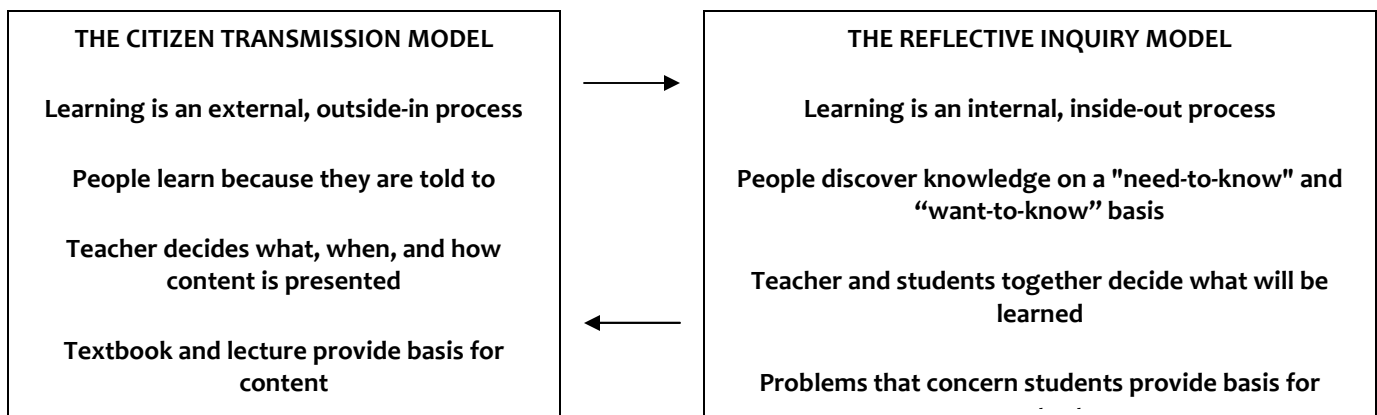 THE CITIZEN TRANSMISSION MODEL
Learning is an external, outside-in process
People learn because they are told to
Teacher decides what, when, and how
content is presented
Textbook and lecture provide basis for
content
THE REFLECTIVE INQUIRY MODEL
Learning is an internal, inside-out process
People discover knowledge on a "need-to-know" and
“want-to-know” basis
Teacher and students together decide what will be
learned
Problems that concern students provide basis for